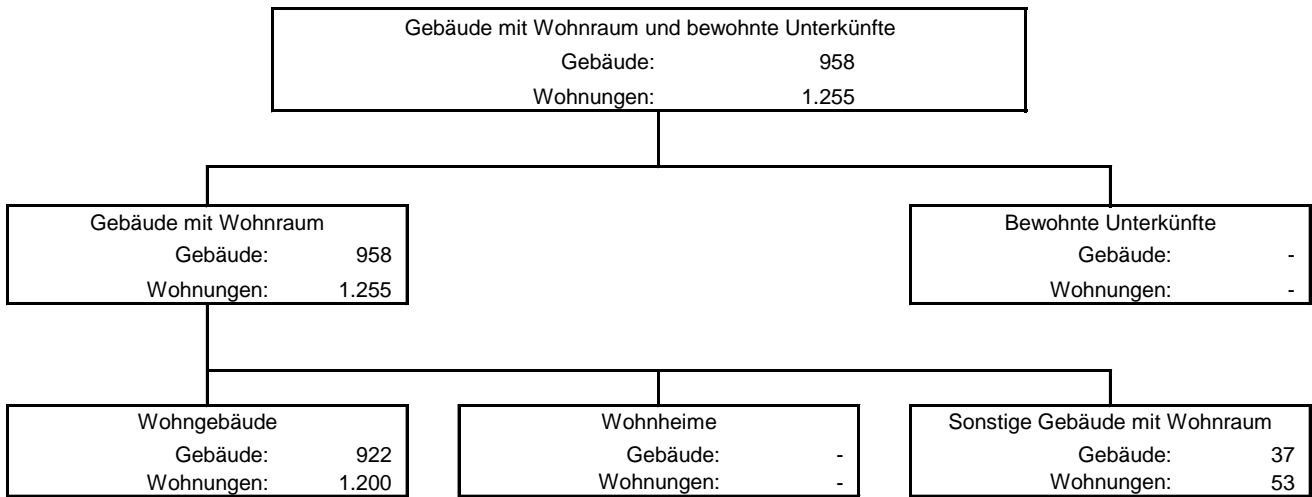 Gebäude mit Wohnraum und bewohnte Unterkünfte
Gebäude: 958
Wohnungen: 1.255
Gebäude mit Wohnraum
Gebäude: 958
Wohnungen: 1.255
Bewohnte Unterkünfte
Gebäude: -
Wohnungen: -
Wohngebäude
Gebäude: 922
Wohnungen: 1.200
Wohnheime
Gebäude: -
Wohnungen: -
Sonstige Gebäude mit Wohnraum
Gebäude: 37
Wohnungen: 53